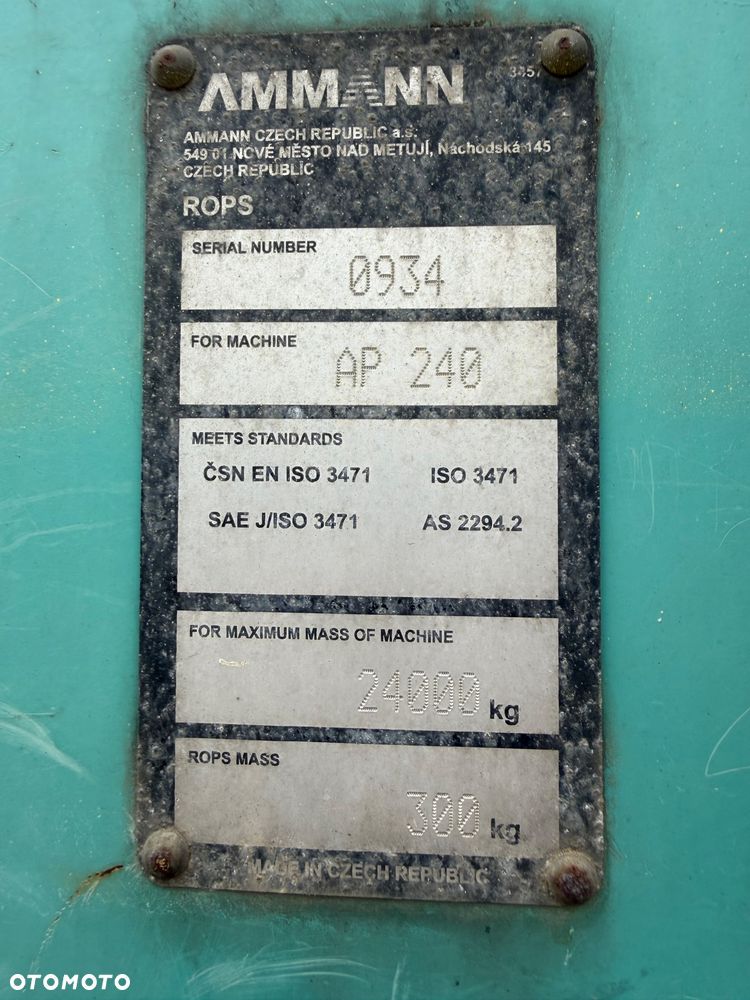 AMMANN
AMMANN CZECH REPUBLIC a.s.
549 01 NOVÉ MĚSTO NAD METUJÍ, Náchodská 145
CZECH REPUBLIC
ROPS
SERIAL NUMBER
0934
FOR MACHINE
AP 240
MEETS STANDARDS
ČSN EN ISO 3471 ISO 3471
SAE J/ISO 3471 AS 2294.2
FOR MAXIMUM MASS OF MACHINE
24000 kg
ROPS MASS
300 kg
MADE IN CZECH REPUBLIC
OTOMOTO